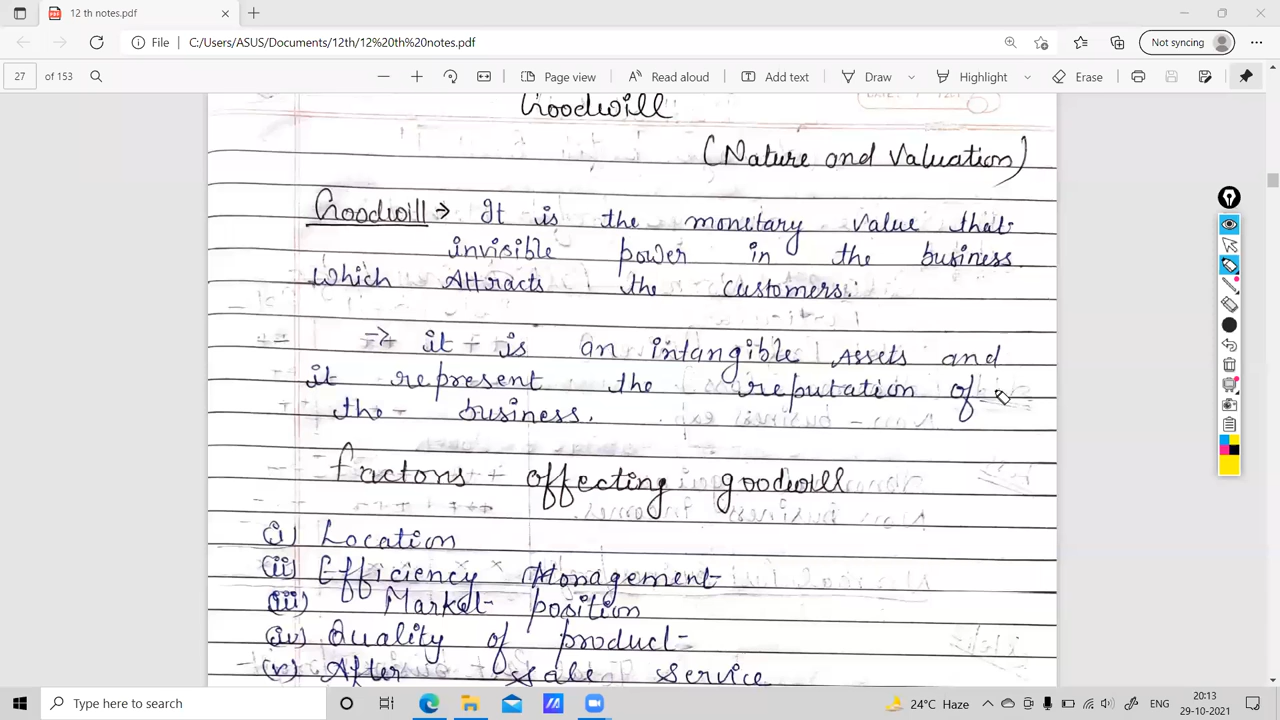 12 th notes.pdf
File C:/Users/ASUS/Documents/12th/12%20th%20notes.pdf
Not syncing
27 of 153
Page view
Read aloud
Add text
Draw
Highlight
Erase
Goodwill
(Nature and Valuation)
Goodwill → It is the monetary value that
invisible power in the business
which Attracts the customers.
⇒ it is an intangible Assets and
it represent the reputation of
the business.
factors affecting goodwill
(i) Location
(ii) Efficiency Management
(iii) Market position
(iv) Quality of product
(v) After sale service
Type here to search
24°C Haze
ENG
20:13
29-10-2021